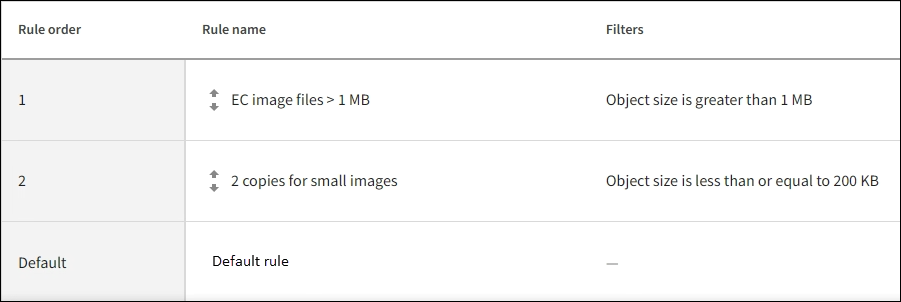 Rule order Rule name Filters
1 EC image files > 1 MB Object size is greater than 1 MB
2 2 copies for small images Object size is less than or equal to 200 KB
Default Default rule —